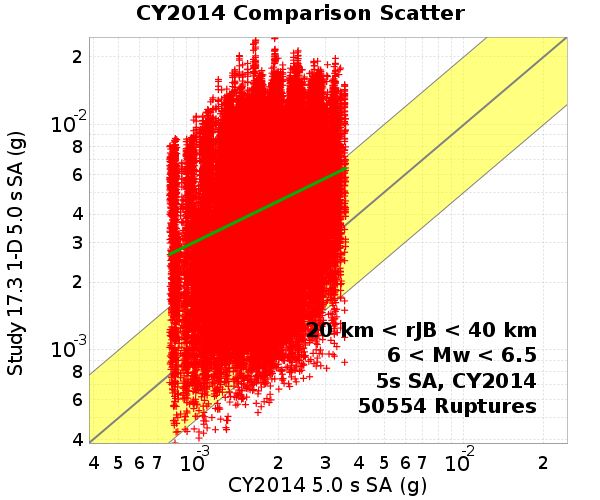 CY2014 Comparison Scatter
Study 17.3 1-D 5.0 s SA (g)
2
10-2
8
6
4
3
2
10-3
8
6
4
20 km < rJB < 40 km
6 < Mw < 6.5
5s SA, CY2014
50554 Ruptures
4 5 6 7 10-3 2 3 4 5 6 7 10-2 2
CY2014 5.0 s SA (g)